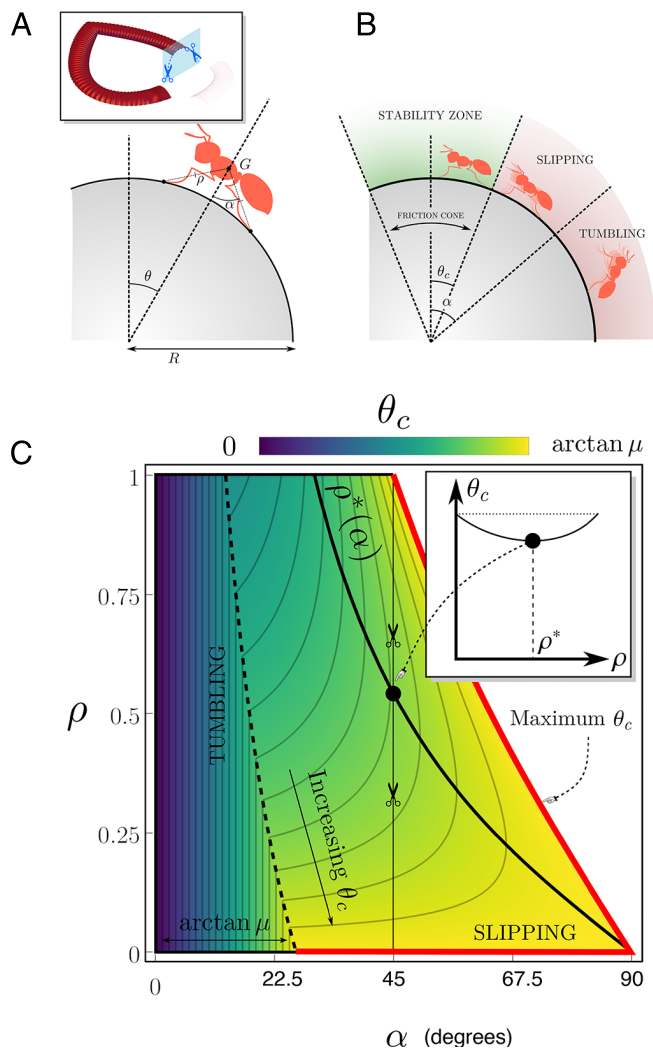 A
B
G
ρ
α
θ
R
STABILITY ZONE
SLIPPING
TUMBLING
FRICTION CONE
θc
α
C
θc
0
arctan μ
1
0.75
0.5
0.25
0
ρ
ρ*(α)
TUMBLING
Increasing θc
arctan μ
SLIPPING
θc
ρ*
ρ
Maximum θc
0
22.5
45
67.5
90
α (degrees)